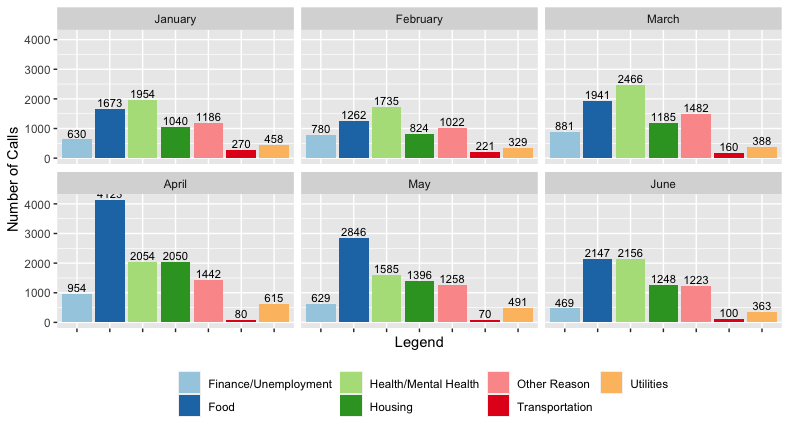 January February March
4000
3000
2000
1000
0
630 1673 1954 1040 1186 270 458
780 1262 1735 824 1022 221 329
881 1941 2466 1185 1482 160 388
Number of Calls
April May June
4000
3000
2000
1000
0
954 4123 2054 2050 1442 80 615
629 2846 1585 1396 1258 70 491
469 2147 2156 1248 1223 100 363
Legend
Finance/Unemployment Health/Mental Health Other Reason Utilities
Food Housing Transportation